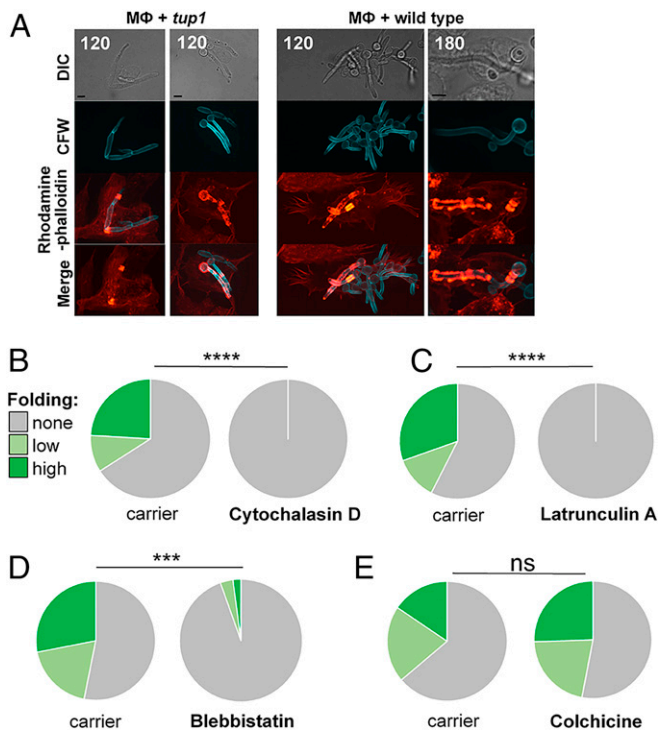 A
MΦ + tup1
MΦ + wild type
DIC
120
120
120
180
CFW
Rhodamine
-phalloidin
Merge
B
****
C
****
Folding:
none
low
high
carrier
Cytochalasin D
carrier
Latrunculin A
D
***
E
ns
carrier
Blebbistatin
carrier
Colchicine